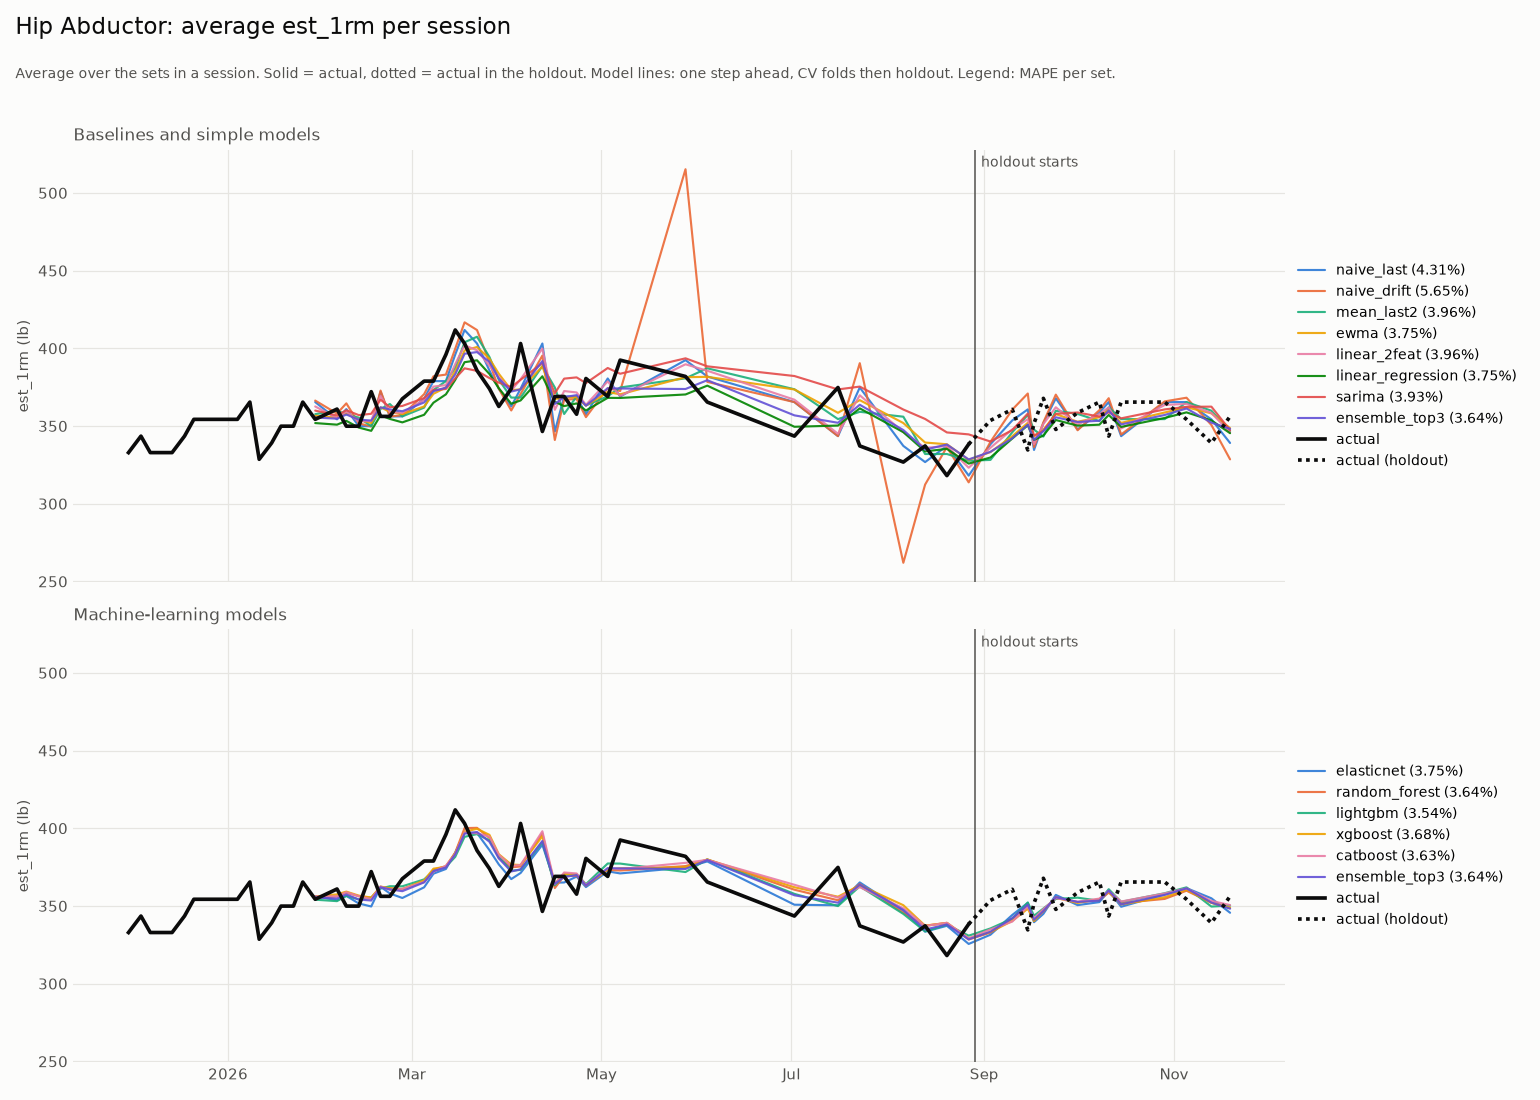 Hip Abductor: average est_1rm per session
Average over the sets in a session. Solid = actual, dotted = actual in the holdout. Model lines: one step ahead, CV folds then holdout. Legend: MAPE per set.
Baselines and simple models
holdout starts
500
450
400
350
300
250
est_1rm (lb)
naive_last (4.31%)
naive_drift (5.65%)
mean_last2 (3.96%)
ewma (3.75%)
linear_2feat (3.96%)
linear_regression (3.75%)
sarima (3.93%)
ensemble_top3 (3.64%)
actual
actual (holdout)
Machine-learning models
holdout starts
500
450
400
350
300
250
est_1rm (lb)
elasticnet (3.75%)
random_forest (3.64%)
lightgbm (3.54%)
xgboost (3.68%)
catboost (3.63%)
ensemble_top3 (3.64%)
actual
actual (holdout)
2026 Mar May Jul Sep Nov